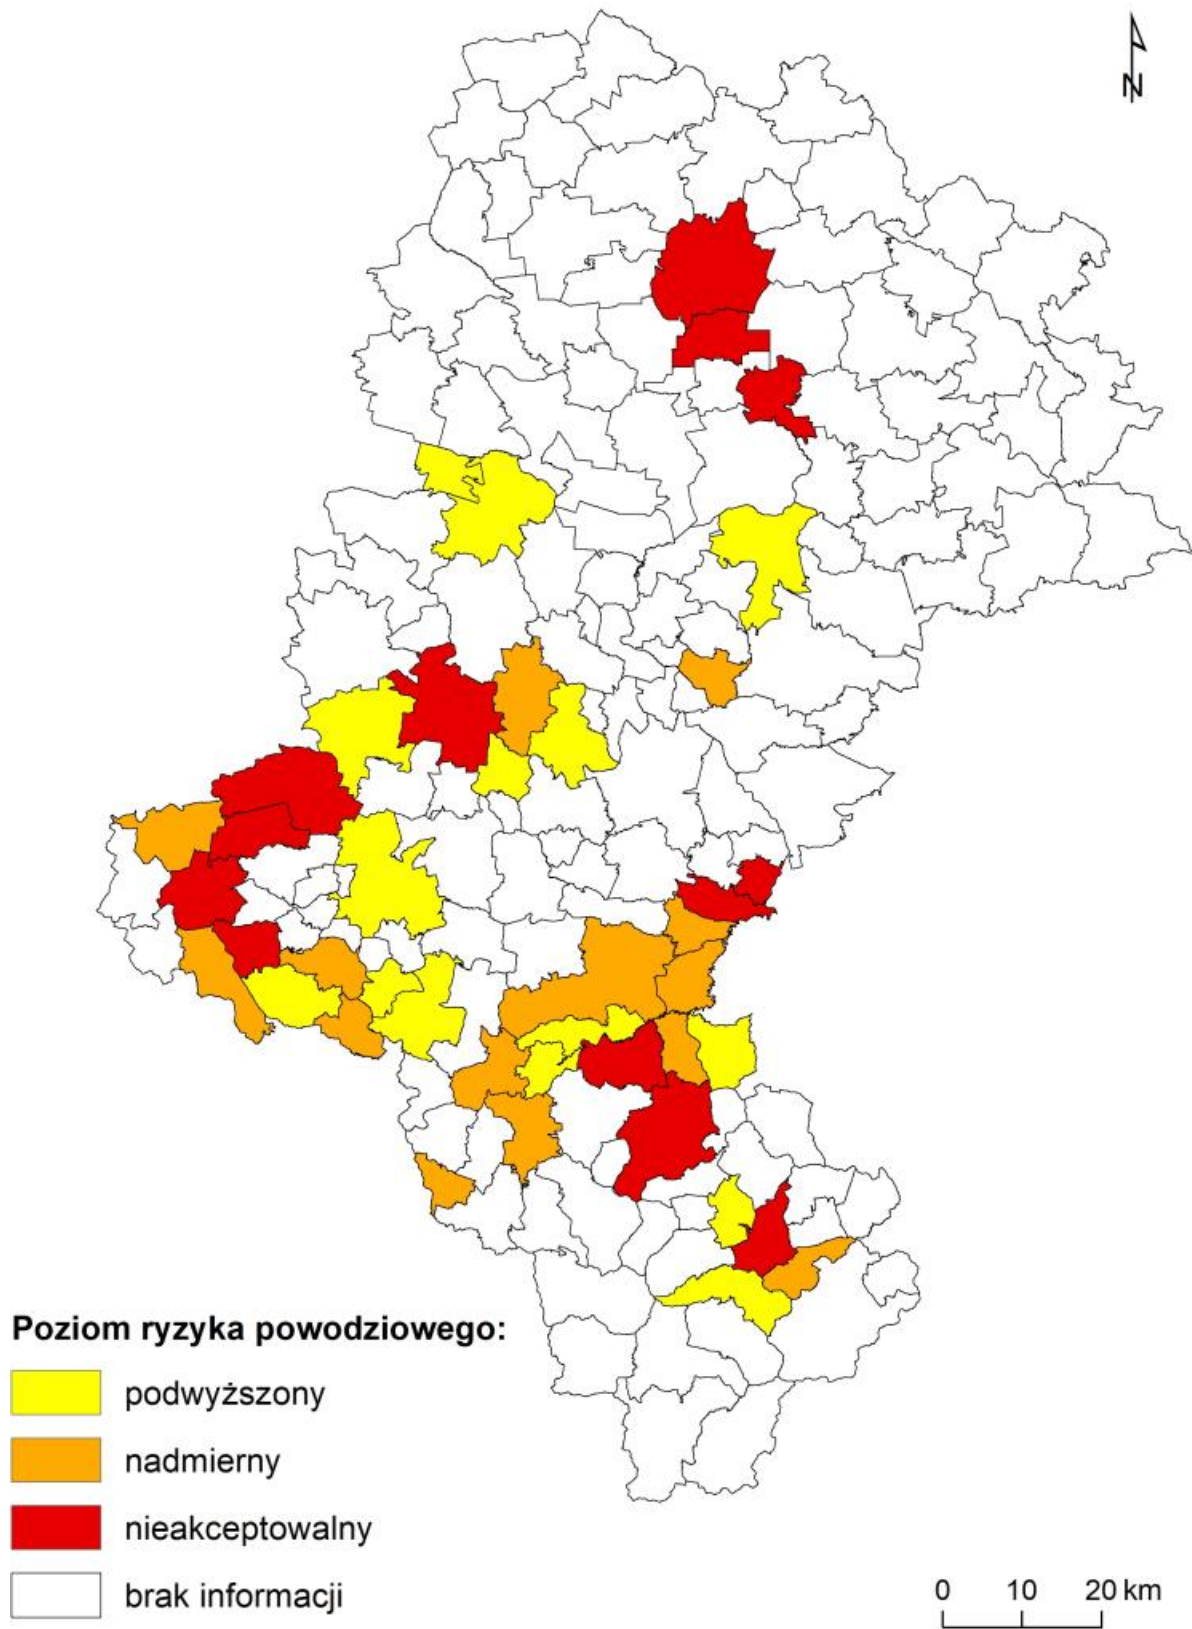 N
Poziom ryzyka powodziowego:
podwyższony
nadmierny
nieakceptowalny
brak informacji
0 10 20 km